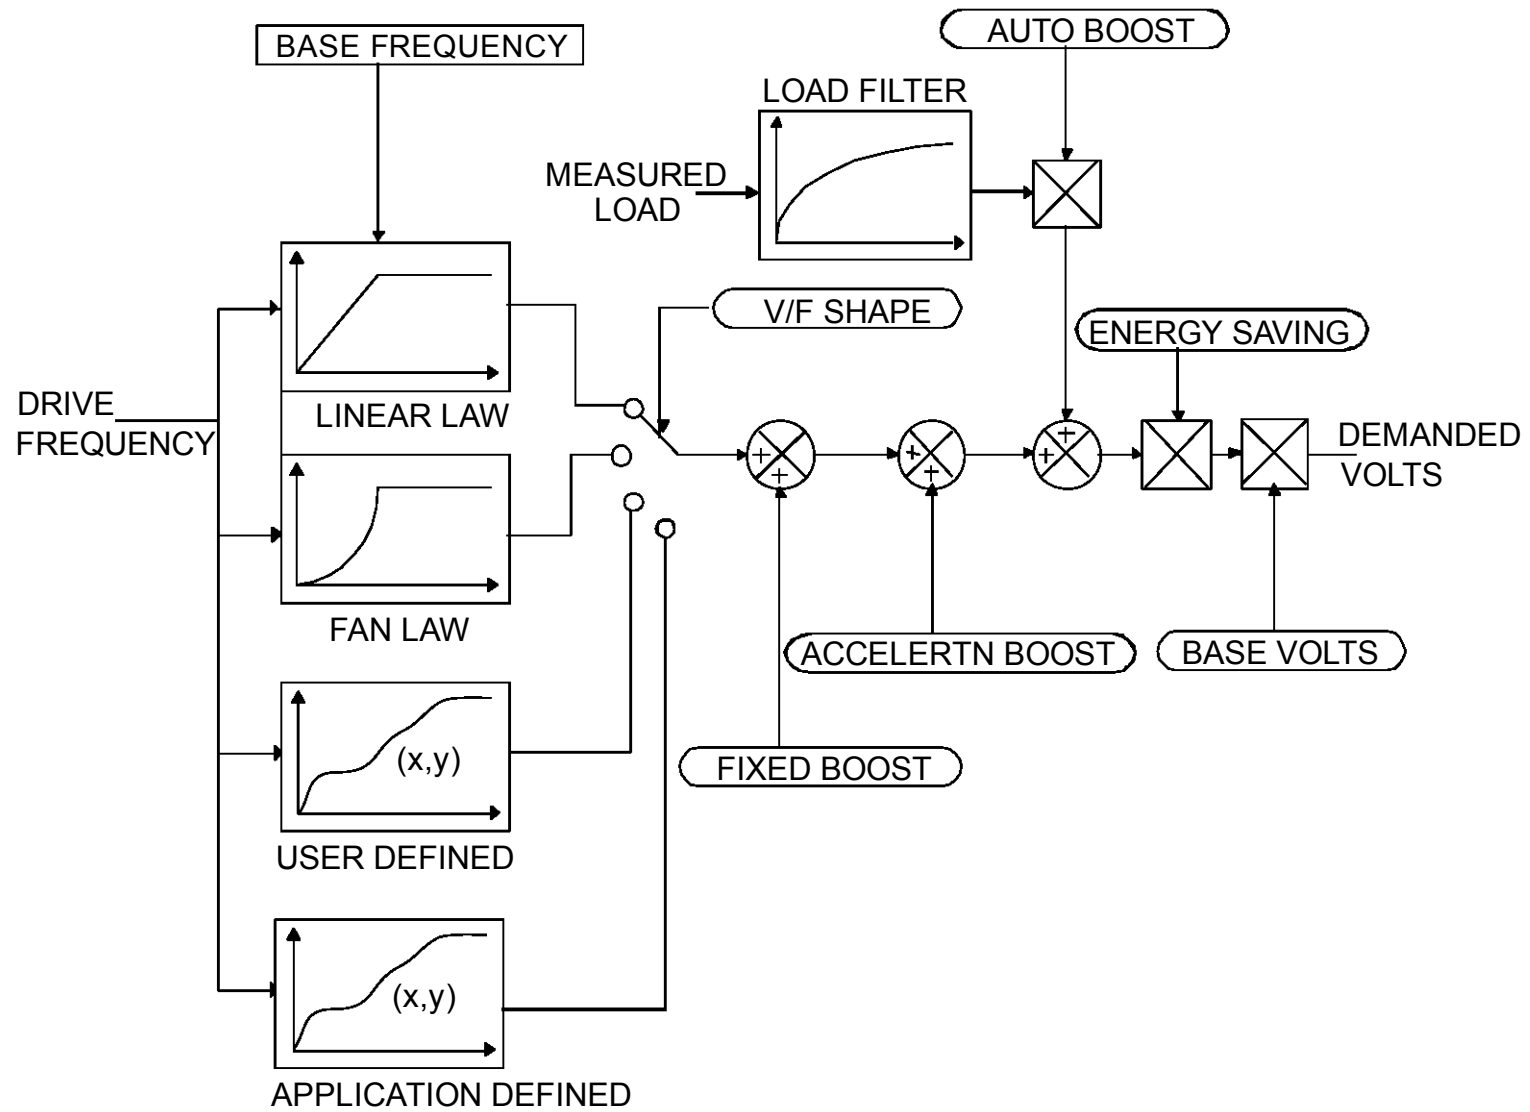 BASE FREQUENCY
AUTO BOOST
LOAD FILTER
MEASURED
LOAD
V/F SHAPE
ENERGY SAVING
DRIVE
FREQUENCY
LINEAR LAW
+
+
+
+
+
+
DEMANDED
VOLTS
FAN LAW
ACCELERTN BOOST
BASE VOLTS
FIXED BOOST
(x,y)
USER DEFINED
(x,y)
APPLICATION DEFINED